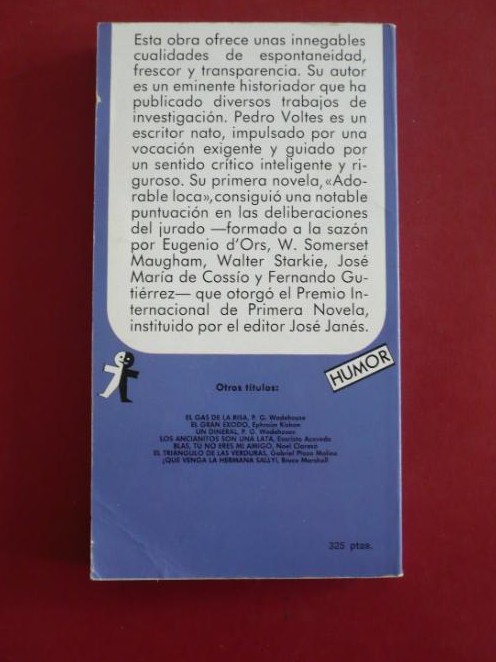 Esta obra ofrece unas innegables
cualidades de espontaneidad,
frescor y transparencia. Su autor
es un eminente historiador que ha
publicado diversos trabajos de
investigación. Pedro Voltes es un
escritor nato, impulsado por una
vocación exigente y guiado por
un sentido crítico inteligente y ri-
guroso. Su primera novela, «Ado-
rable loca», consiguió una notable
puntuación en las deliberaciones
del jurado —formado a la sazón
por Eugenio d'Ors, W. Somerset
Maugham, Walter Starkie, José
María de Cossío y Fernando Gu-
tiérrez— que otorgó el Premio In-
ternacional de Primera Novela,
instituido por el editor José Janés.
HUMOR
Otros títulos:
EL GAS DE LA RISA, P. G. Wodehouse
EL GRAN EXODO, Ephraim Kishon
UN DINERAL, P. G. Wodehouse
LOS ANCIANITOS SON UNA LATA, Evaristo Acevedo
BLAS, TU NO ERES MI AMIGO, Noel Clarasó
EL TRIANGULO DE LAS VERDURAS, Gabriel Plaza Molina
¡QUE VENGA LA HERMANA SALLY!, Bruce Marshall.
325 ptas.